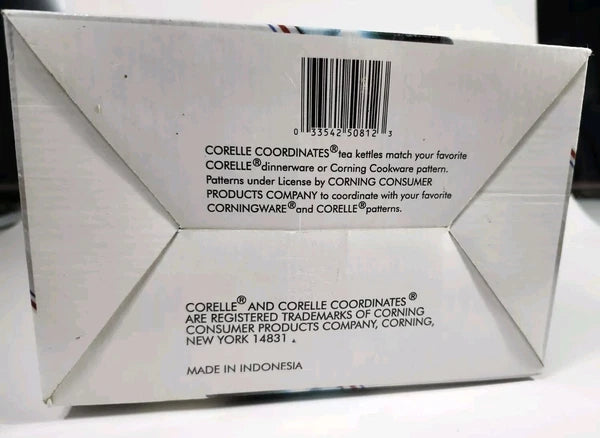 0 33542 50812 3
CORELLE COORDINATES® tea kettles match your favorite
CORELLE® dinnerware or Corning Cookware pattern.
Patterns under License by CORNING CONSUMER
PRODUCTS COMPANY to coordinate with your favorite
CORNINGWARE® and CORELLE® patterns.
CORELLE® AND CORELLE COORDINATES®
ARE REGISTERED TRADEMARKS OF CORNING
CONSUMER PRODUCTS COMPANY, CORNING,
NEW YORK 14831 .
MADE IN INDONESIA